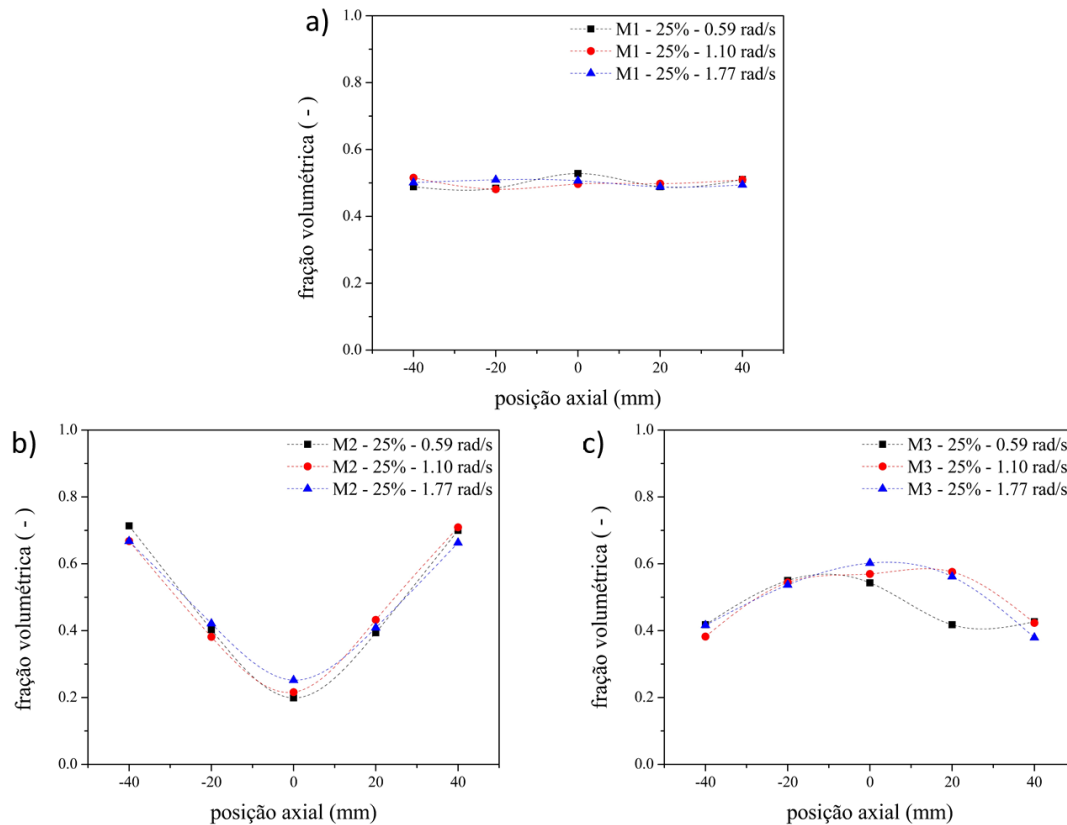 a)
M1 - 25% - 0.59 rad/s
M1 - 25% - 1.10 rad/s
M1 - 25% - 1.77 rad/s
fração volumétrica ( - )
1.0
0.8
0.6
0.4
0.2
0.0
-40 -20 0 20 40
posição axial (mm)
b)
M2 - 25% - 0.59 rad/s
M2 - 25% - 1.10 rad/s
M2 - 25% - 1.77 rad/s
fração volumétrica ( - )
1.0
0.8
0.6
0.4
0.2
0.0
-40 -20 0 20 40
posição axial (mm)
c)
M3 - 25% - 0.59 rad/s
M3 - 25% - 1.10 rad/s
M3 - 25% - 1.77 rad/s
fração volumétrica ( - )
1.0
0.8
0.6
0.4
0.2
0.0
-40 -20 0 20 40
posição axial (mm)